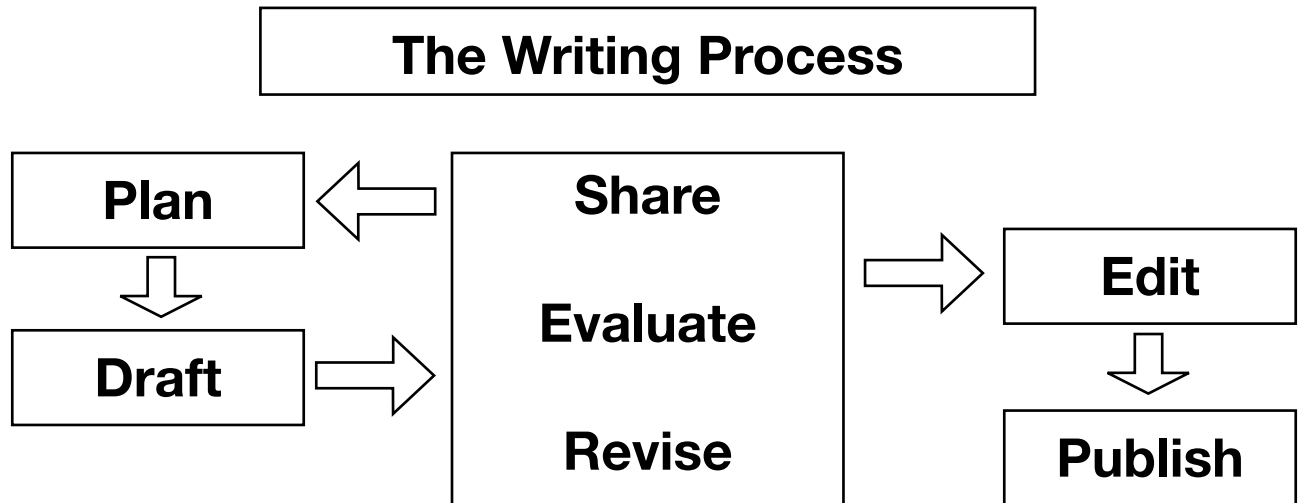 The Writing Process
Plan
Draft
Share
Evaluate
Revise
Edit
Publish